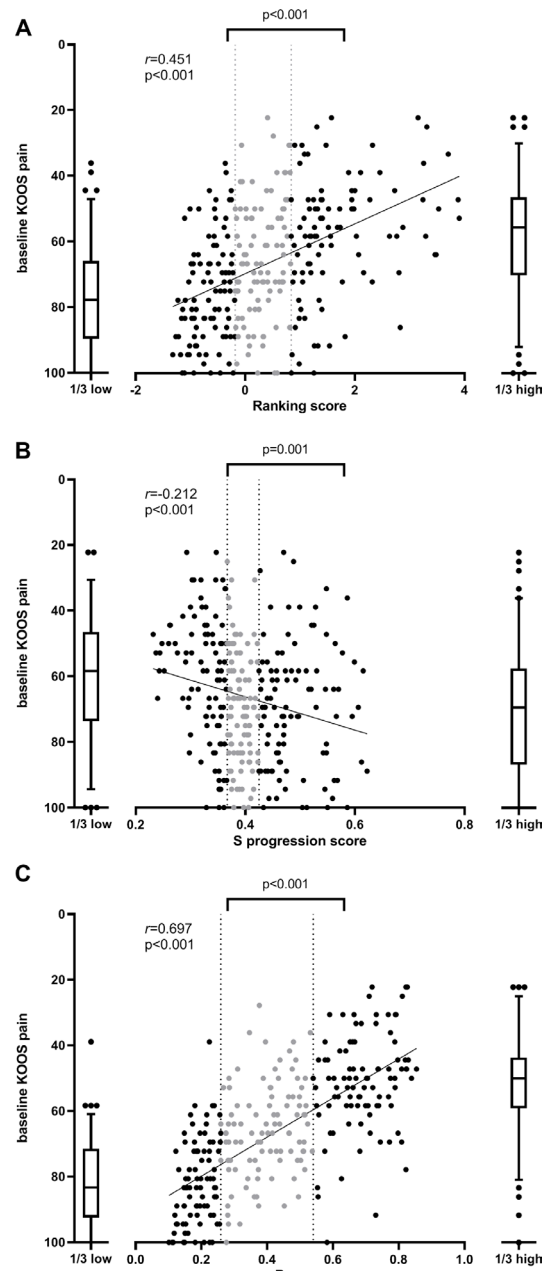 A
p<0.001
r=0.451
p<0.001
0
20
40
60
80
100
baseline KOOS pain
1/3 low
-2
0
2
4
Ranking score
1/3 high
B
p=0.001
r=-0.212
p<0.001
0
20
40
60
80
100
baseline KOOS pain
1/3 low
0.2
0.4
0.6
0.8
S progression score
1/3 high
C
p<0.001
r=0.697
p<0.001
0
20
40
60
80
100
baseline KOOS pain
1/3 low
0.0
0.2
0.4
0.6
0.8
1.0
1/3 high